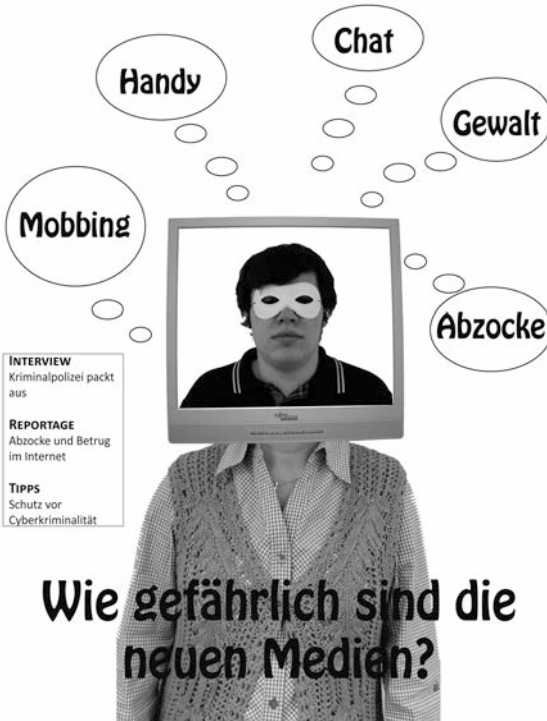 Chat
Handy
Gewalt
Mobbing
Abzocke
INTERVIEW
Kriminalpolizei packt
aus
REPORTAGE
Abzocke und Betrug
im Internet
TIPPS
Schutz vor
Cyberkriminalität
Wie gefährlich sind die
neuen Medien?